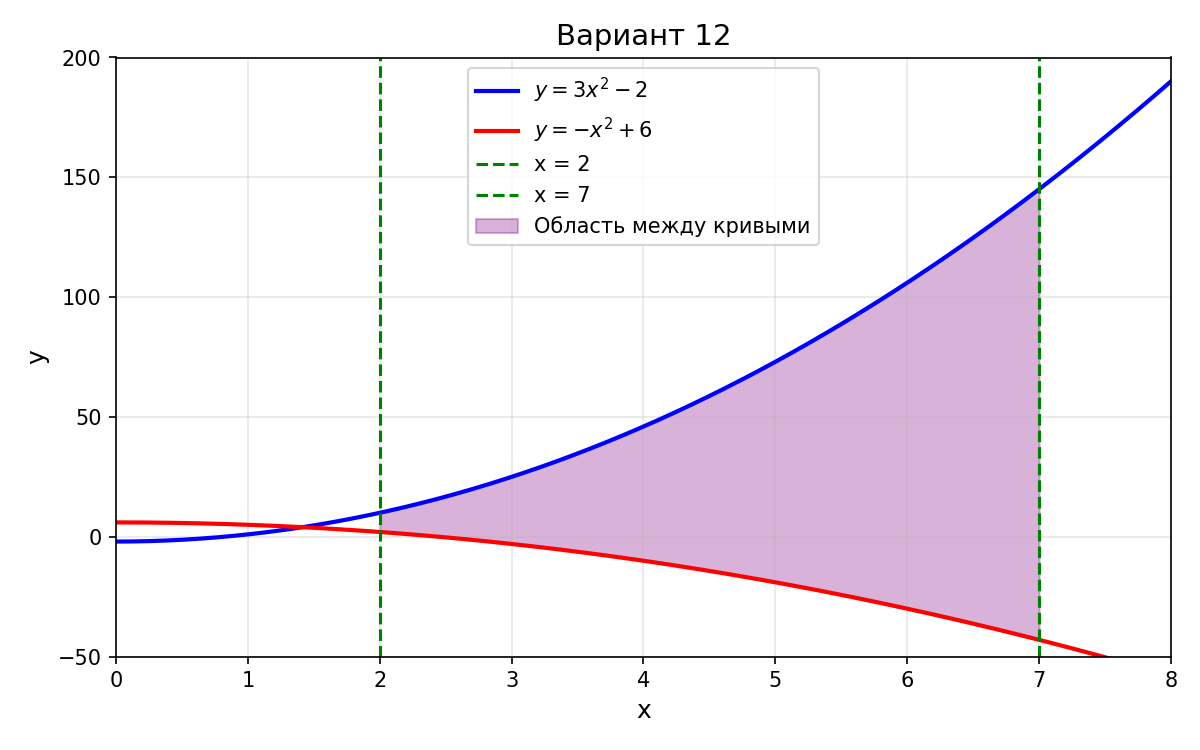 Вариант 12
y = 3x² − 2
y = −x² + 6
x = 2
x = 7
Область между кривыми
200
150
100
50
0
−50
y
0 1 2 3 4 5 6 7 8
x